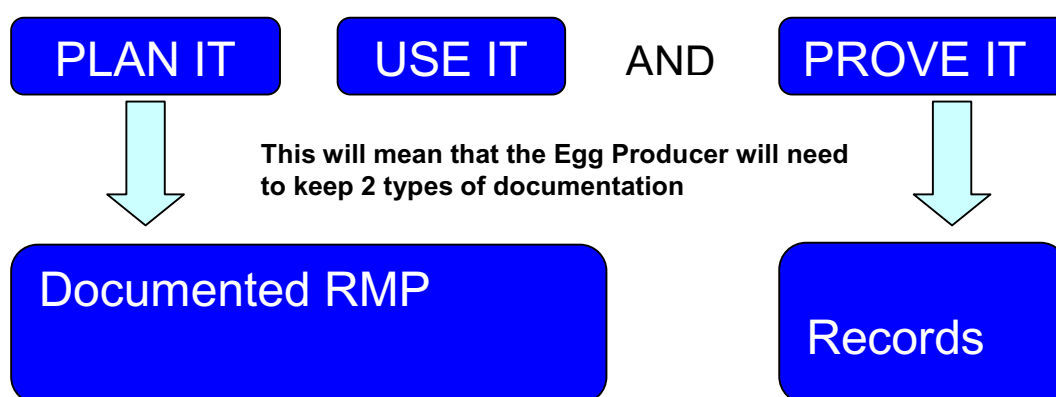 PLAN IT USE IT AND PROVE IT
This will mean that the Egg Producer will need
to keep 2 types of documentation
Documented RMP
Records